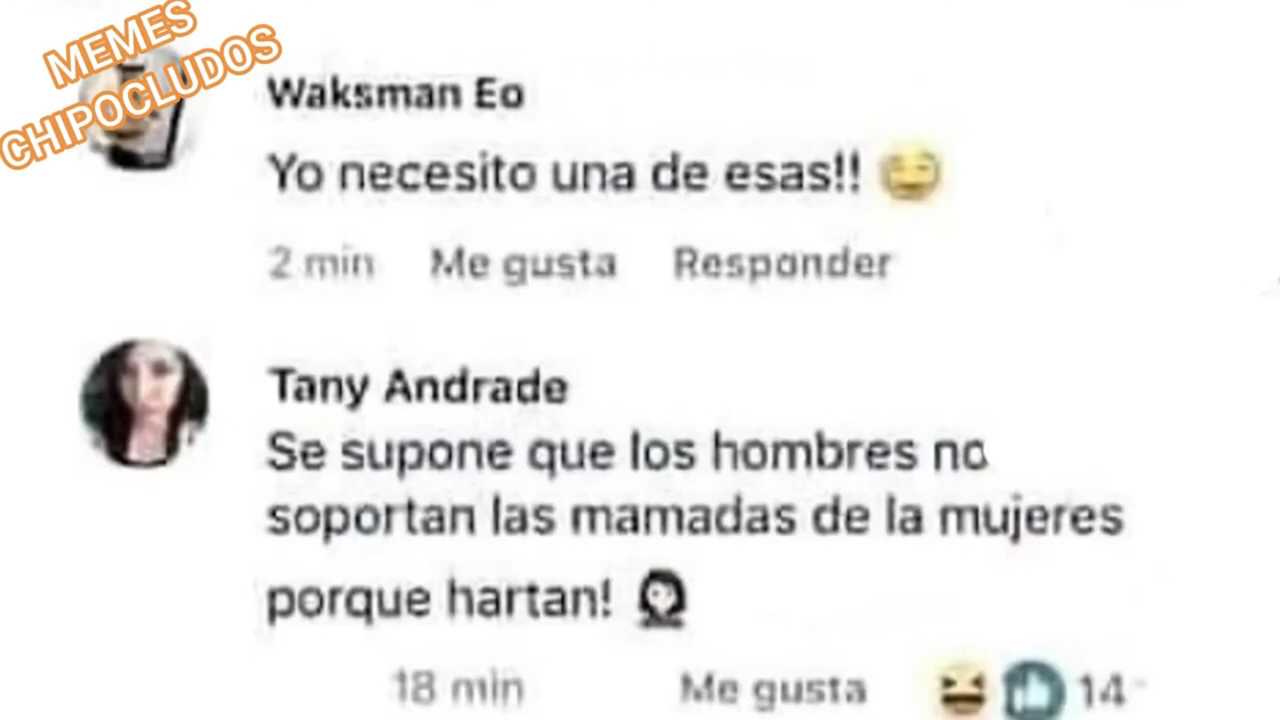 MEMES
CHIPOCLUDOS
Waksman Eo
Yo necesito una de esas!!
2 min Me gusta Responder
Tany Andrade
Se supone que los hombres no
soportan las mamadas de la mujeres
porque hartan!
18 min Me gusta 14